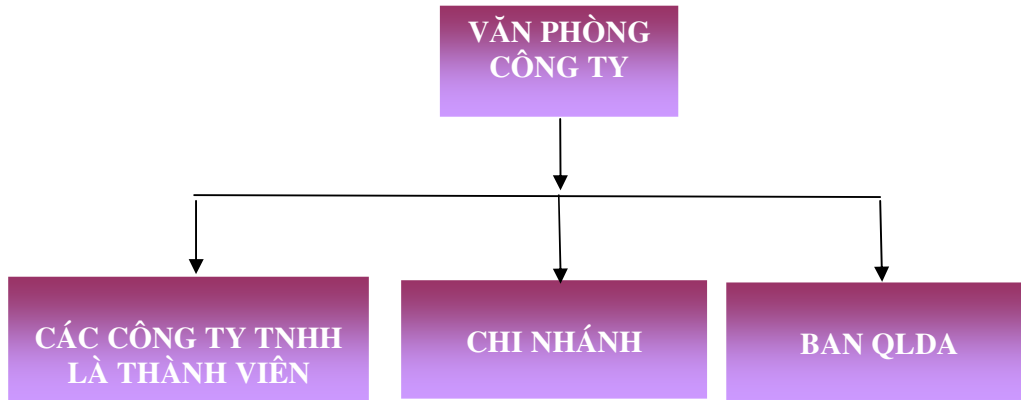 VĂN PHÒNG
CÔNG TY
CÁC CÔNG TY TNHH
LÀ THÀNH VIÊN
CHI NHÁNH
BAN QLDA